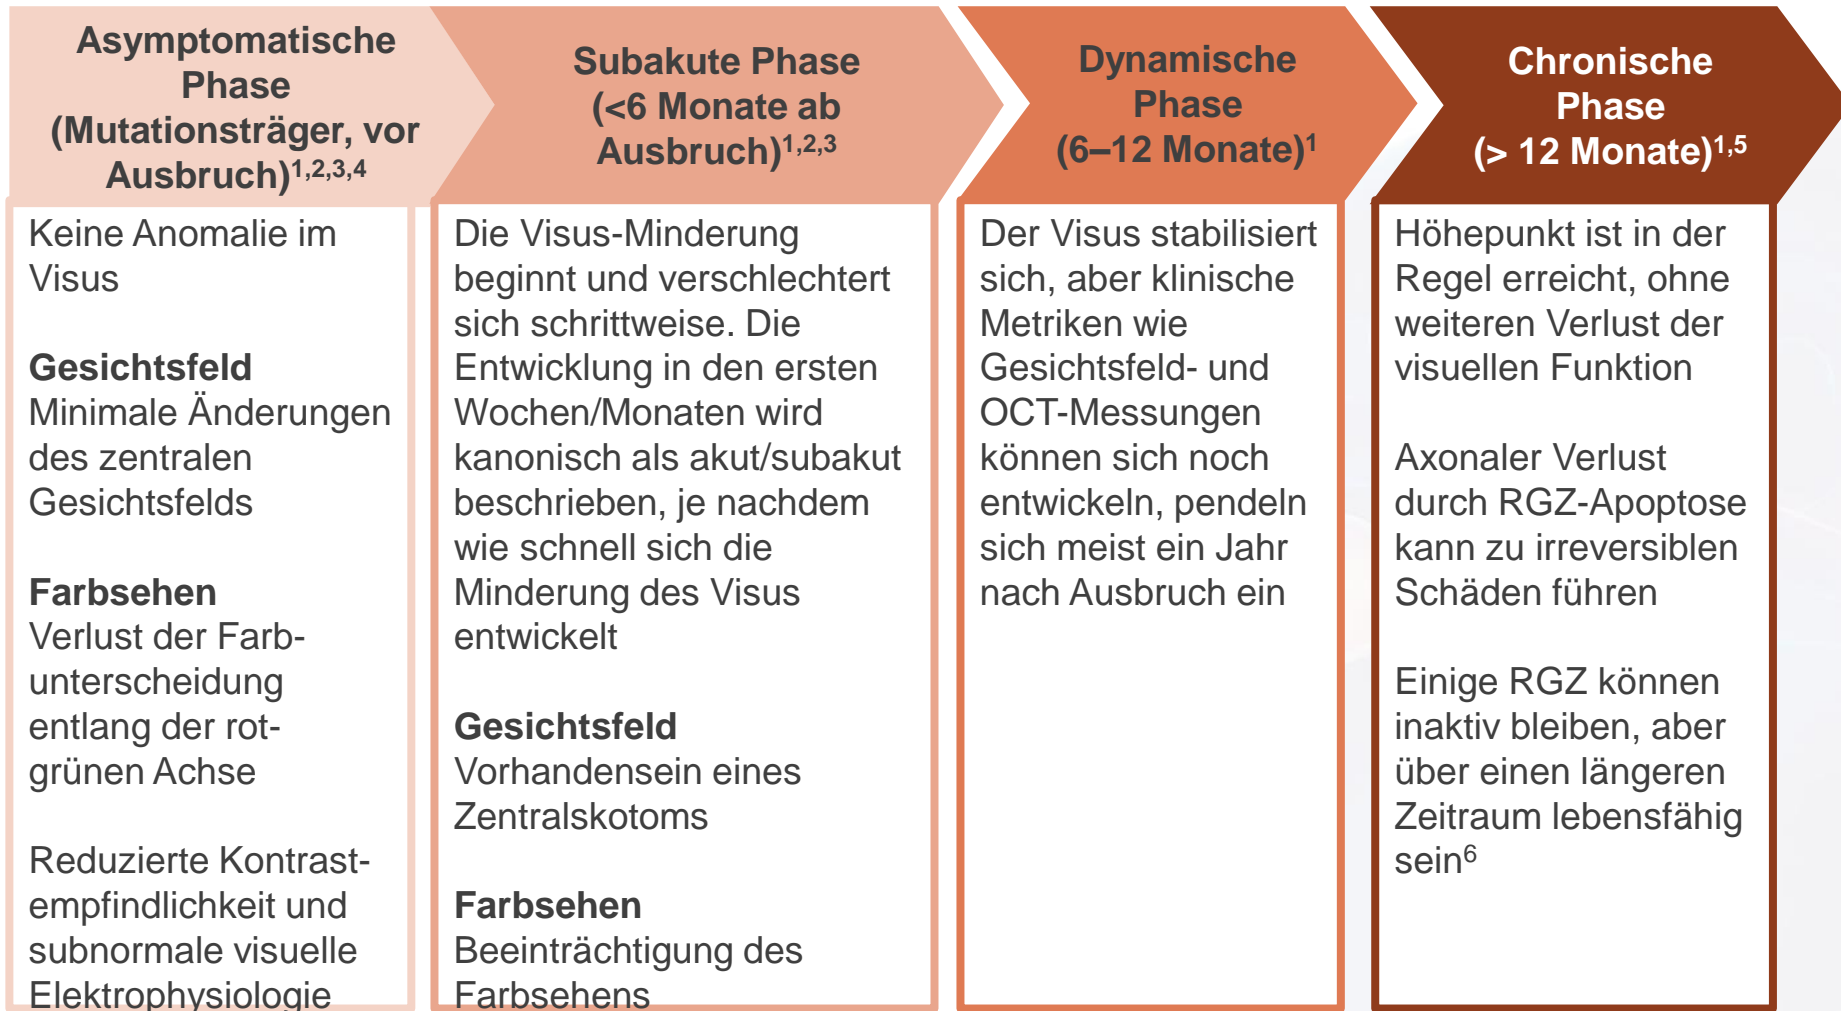 Asymptomatische
Phase
(Mutationsträger, vor
Ausbruch)1,2,3,4
Keine Anomalie im
Visus
Gesichtsfeld
Minimale Änderungen
des zentralen
Gesichtsfelds
Farbsehen
Verlust der Farb-
unterscheidung
entlang der rot-
grünen Achse
Reduzierte Kontrast-
empfindlichkeit und
subnormale visuelle
Elektrophysiologie
Subakute Phase
(<6 Monate ab
Ausbruch)1,2,3
Die Visus-Minderung
beginnt und verschlechtert
sich schrittweise. Die
Entwicklung in den ersten
Wochen/Monaten wird
kanonisch als akut/subakut
beschrieben, je nachdem
wie schnell sich die
Minderung des Visus
entwickelt
Gesichtsfeld
Vorhandensein eines
Zentralskotoms
Farbsehen
Beeinträchtigung des
Farbsehens
Dynamische
Phase
(6–12 Monate)1
Der Visus stabilisiert
sich, aber klinische
Metriken wie
Gesichtsfeld- und
OCT-Messungen
können sich noch
entwickeln, pendeln
sich meist ein Jahr
nach Ausbruch ein
Chronische
Phase
(> 12 Monate)1,5
Höhepunkt ist in der
Regel erreicht, ohne
weiteren Verlust der
visuellen Funktion
Axonaler Verlust
durch RGZ-Apoptose
kann zu irreversiblen
Schäden führen
Einige RGZ können
inaktiv bleiben, aber
über einen längeren
Zeitraum lebensfähig
sein6